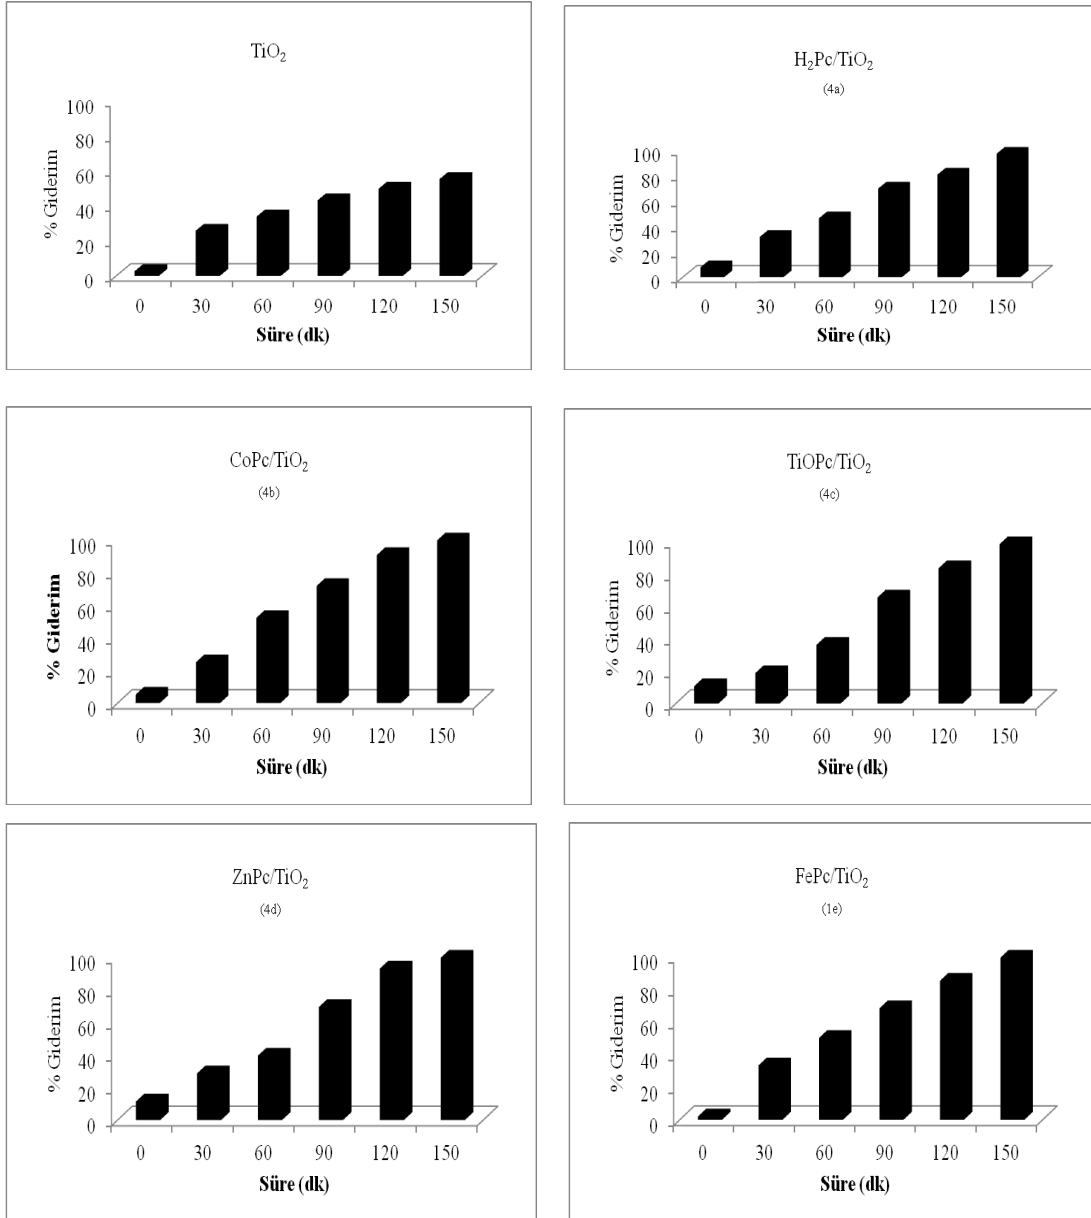 TiO₂
100
80
60
40
20
0
% Giderim
0 30 60 90 120 150
Süre (dk)
H₂Pc/TiO₂
(4a)
100
80
60
40
20
0
% Giderim
0 30 60 90 120 150
Süre (dk)
CoPc/TiO₂
(4b)
100
80
60
40
20
0
% Giderim
0 30 60 90 120 150
Süre (dk)
TiOPc/TiO₂
(4c)
100
80
60
40
20
0
% Giderim
0 30 60 90 120 150
Süre (dk)
ZnPc/TiO₂
(4d)
100
80
60
40
20
0
% Giderim
0 30 60 90 120 150
Süre (dk)
FePc/TiO₂
(1e)
100
80
60
40
20
0
% Giderim
0 30 60 90 120 150
Süre (dk)